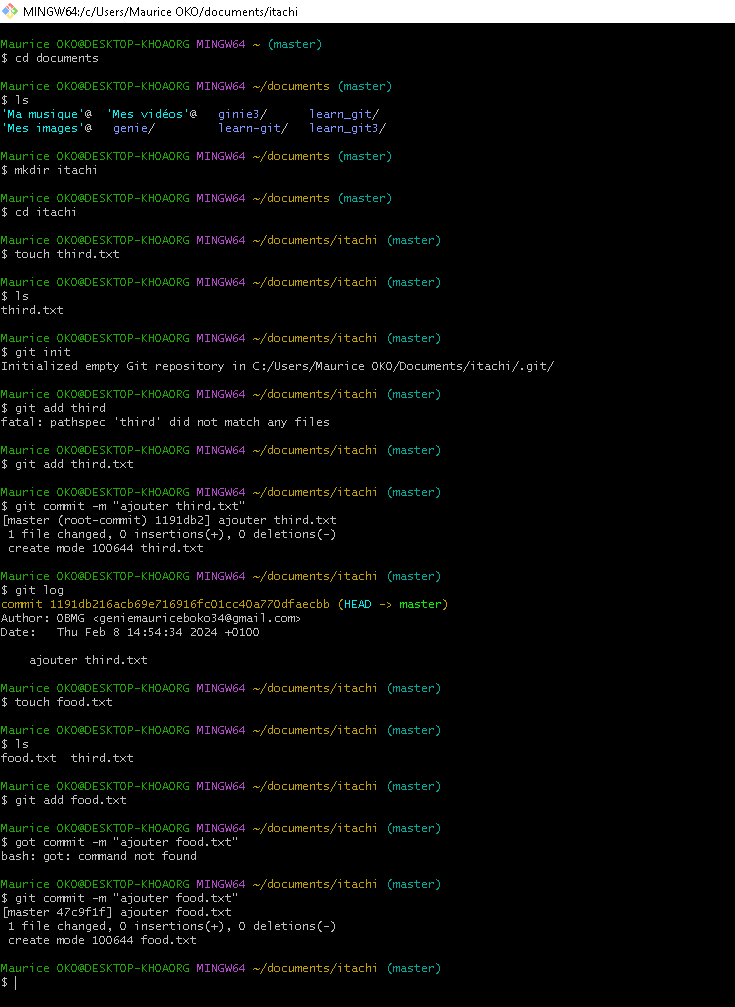 MINGW64:/c/Users/Maurice OKO/documents/itachi
Maurice OKO@DESKTOP-KHOAORG MINGW64 ~ (master)
$ cd documents
Maurice OKO@DESKTOP-KHOAORG MINGW64 ~/documents (master)
$ ls
'Ma musique'@  'Mes vidéos'@   ginie3/      learn_git/
'Mes images'@   genie/         learn-git/   learn_git3/
Maurice OKO@DESKTOP-KHOAORG MINGW64 ~/documents (master)
$ mkdir itachi
Maurice OKO@DESKTOP-KHOAORG MINGW64 ~/documents (master)
$ cd itachi
Maurice OKO@DESKTOP-KHOAORG MINGW64 ~/documents/itachi (master)
$ touch third.txt
Maurice OKO@DESKTOP-KHOAORG MINGW64 ~/documents/itachi (master)
$ ls
third.txt
Maurice OKO@DESKTOP-KHOAORG MINGW64 ~/documents/itachi (master)
$ git init
Initialized empty Git repository in C:/Users/Maurice OKO/Documents/itachi/.git/
Maurice OKO@DESKTOP-KHOAORG MINGW64 ~/documents/itachi (master)
$ git add third
fatal: pathspec 'third' did not match any files
Maurice OKO@DESKTOP-KHOAORG MINGW64 ~/documents/itachi (master)
$ git add third.txt
Maurice OKO@DESKTOP-KHOAORG MINGW64 ~/documents/itachi (master)
$ git commit -m "ajouter third.txt"
[master (root-commit) 1191db2] ajouter third.txt
 1 file changed, 0 insertions(+), 0 deletions(-)
 create mode 100644 third.txt
Maurice OKO@DESKTOP-KHOAORG MINGW64 ~/documents/itachi (master)
$ git log
commit 1191db216acb69e716916fc01cc40a770dfaecbb (HEAD -> master)
Author: OBMG <geniemauriceboko34@gmail.com>
Date:   Thu Feb 8 14:54:34 2024 +0100
    ajouter third.txt
Maurice OKO@DESKTOP-KHOAORG MINGW64 ~/documents/itachi (master)
$ touch food.txt
Maurice OKO@DESKTOP-KHOAORG MINGW64 ~/documents/itachi (master)
$ ls
food.txt  third.txt
Maurice OKO@DESKTOP-KHOAORG MINGW64 ~/documents/itachi (master)
$ git add food.txt
Maurice OKO@DESKTOP-KHOAORG MINGW64 ~/documents/itachi (master)
$ got commit -m "ajouter food.txt"
bash: got: command not found
Maurice OKO@DESKTOP-KHOAORG MINGW64 ~/documents/itachi (master)
$ git commit -m "ajouter food.txt"
[master 47c9f1f] ajouter food.txt
 1 file changed, 0 insertions(+), 0 deletions(-)
 create mode 100644 food.txt
Maurice OKO@DESKTOP-KHOAORG MINGW64 ~/documents/itachi (master)
$